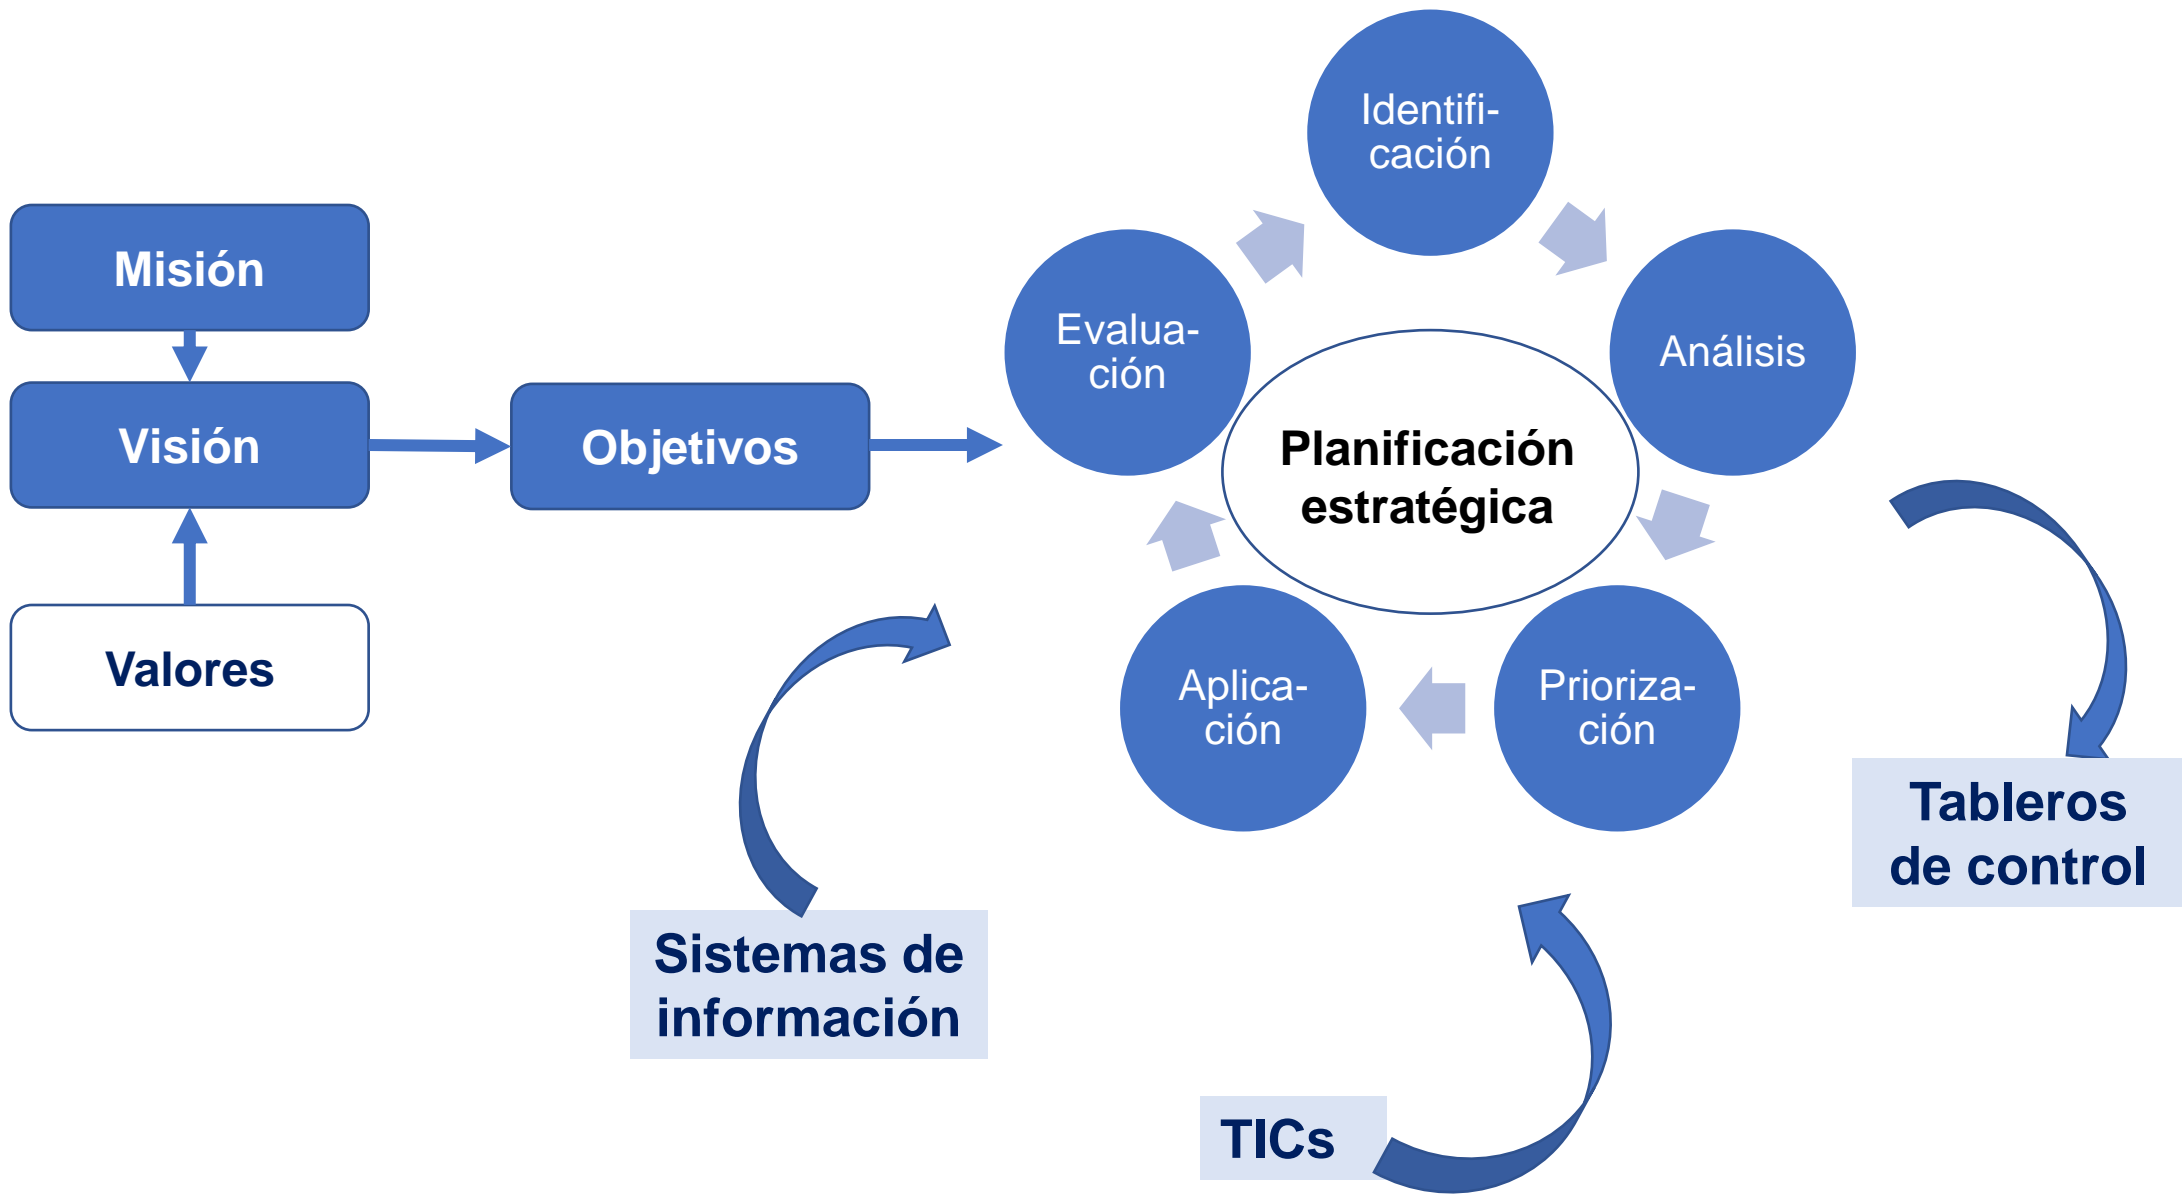 Misión
Visión
Valores
Objetivos
Identifi-
cación
Análisis
Prioriza-
ción
Aplica-
ción
Evalua-
ción
Planificación
estratégica
Sistemas de
información
TICs
Tableros
de control